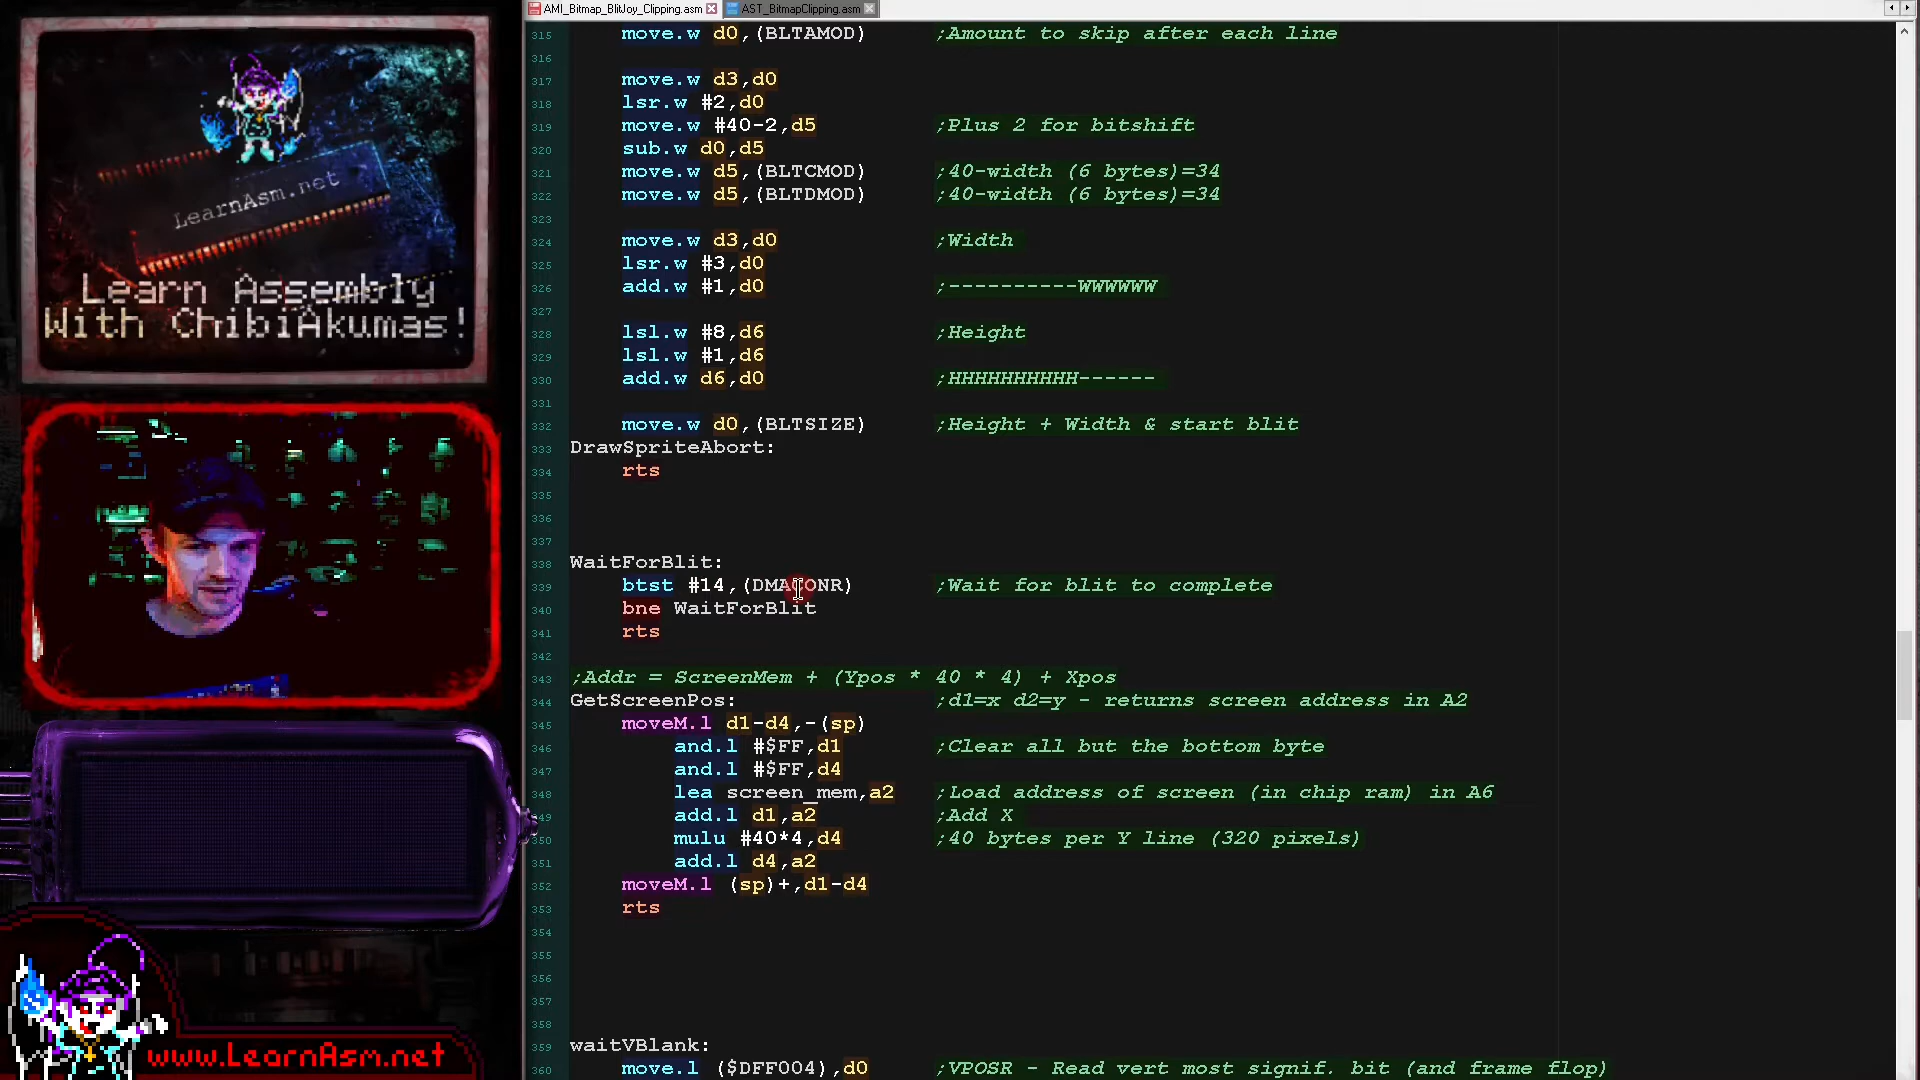 AMI_Bitmap_BlitJoy_Clipping.asm
AST_BitmapClipping.asm
LearnAsm.net
Learn Assembly
With ChibiAkumas!
www.LearnAsm.net
315 move.w d0,(BLTAMOD) ;Amount to skip after each line
316
317 move.w d3,d0
318 lsr.w #2,d0
319 move.w #40-2,d5 ;Plus 2 for bitshift
320 sub.w d0,d5
321 move.w d5,(BLTCMOD) ;40-width (6 bytes)=34
322 move.w d5,(BLTDMOD) ;40-width (6 bytes)=34
323
324 move.w d3,d0 ;Width
325 lsr.w #3,d0
326 add.w #1,d0 ;----------WWWWWW
327
328 lsl.w #8,d6 ;Height
329 lsl.w #1,d6
330 add.w d6,d0 ;HHHHHHHHHH------
331
332 move.w d0,(BLTSIZE) ;Height + Width & start blit
333 DrawSpriteAbort:
334 rts
335
336
337
338 WaitForBlit:
339 btst #14,(DMACONR) ;Wait for blit to complete
340 bne WaitForBlit
341 rts
342
343 ;Addr = ScreenMem + (Ypos * 40 * 4) + Xpos
344 GetScreenPos: ;d1=x d2=y - returns screen address in A2
345 moveM.l d1-d4,-(sp)
346 and.l #$FF,d1 ;Clear all but the bottom byte
347 and.l #$FF,d4
348 lea screen_mem,a2 ;Load address of screen (in chip ram) in A6
349 add.l d1,a2 ;Add X
350 mulu #40*4,d4 ;40 bytes per Y line (320 pixels)
351 add.l d4,a2
352 moveM.l (sp)+,d1-d4
353 rts
354
355
356
357
358
359 waitVBlank:
360 move.l ($DFF004),d0 ;VPOSR - Read vert most signif. bit (and frame flop)